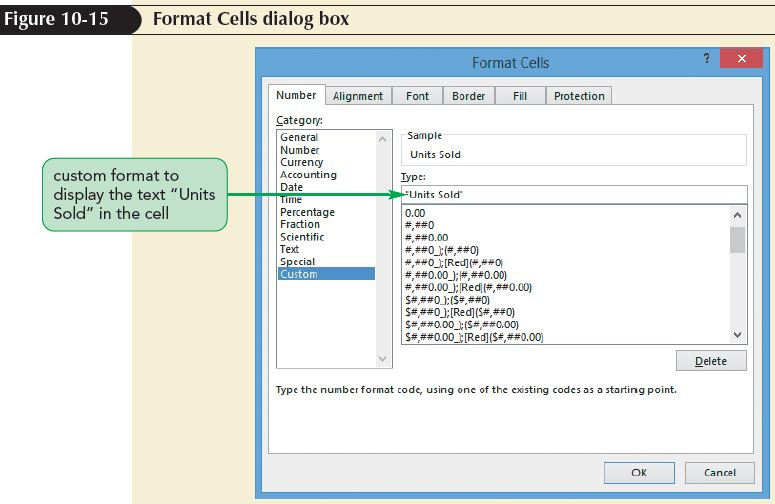 Figure 10-15 Format Cells dialog box
Format Cells
?
Number Alignment Font Border Fill Protection
Category:
General
Number
Currency
Accounting
Date
Time
Percentage
Fraction
Scientific
Text
Special
Custom
Sample
Units Sold
Type:
"Units Sold"
0.00
#,##0
#,##0.00
#,##0_);(#,##0)
#,##0_);[Red](#,##0)
#,##0.00_);(#,##0.00)
#,##0.00_);[Red](#,##0.00)
$#,##0_);($#,##0)
$#,##0_);[Red]($#,##0)
$#,##0.00_);($#,##0.00)
$#,##0.00_);[Red]($#,##0.00)
Delete
Type the number format code, using one of the existing codes as a starting point.
OK Cancel
custom format to
display the text “Units
Sold” in the cell